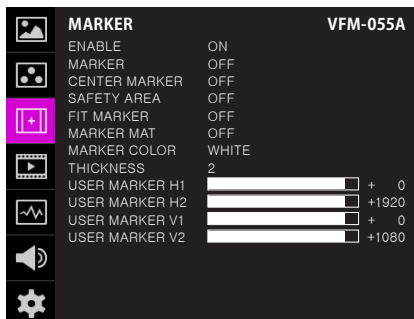 MARKER VFM-055A
ENABLE ON
MARKER OFF
CENTER MARKER OFF
SAFETY AREA OFF
FIT MARKER OFF
MARKER MAT OFF
MARKER COLOR WHITE
THICKNESS 2
USER MARKER H1 + 0
USER MARKER H2 +1920
USER MARKER V1 + 0
USER MARKER V2 +1080